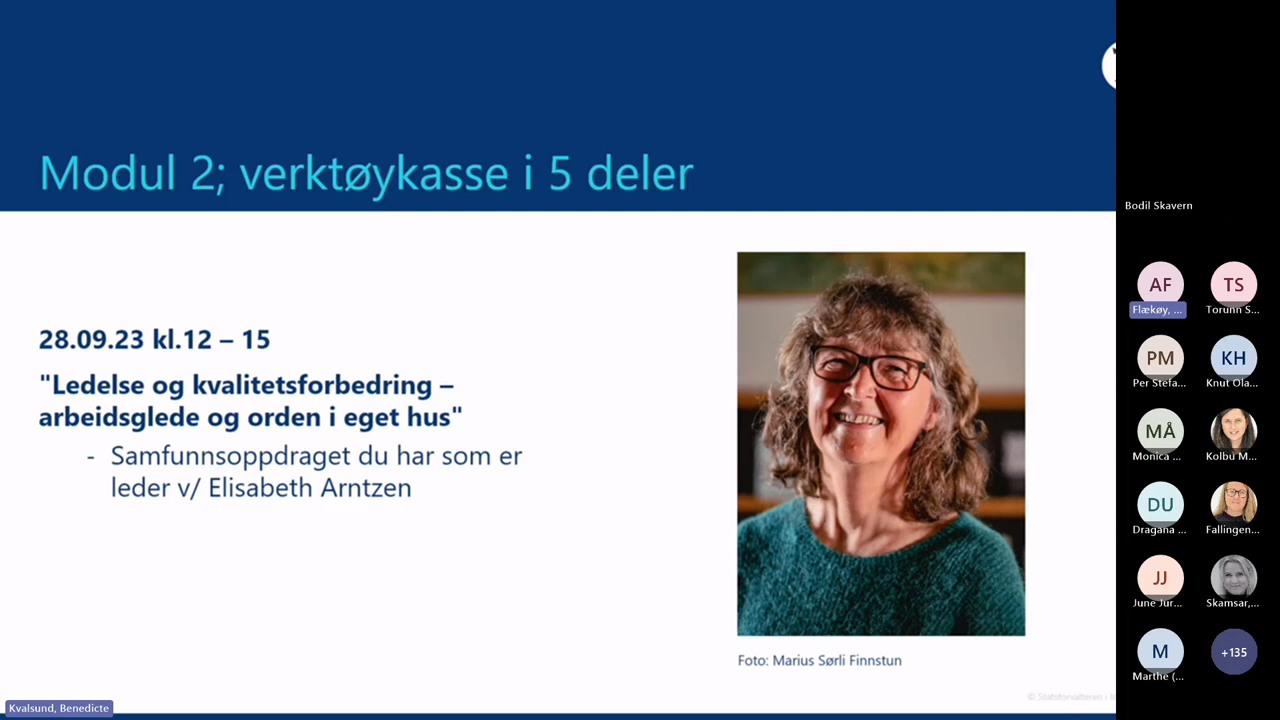 Modul 2; verktøykasse i 5 deler
28.09.23 kl.12 – 15
"Ledelse og kvalitetsforbedring –
arbeidsglede og orden i eget hus"
- Samfunnsoppdraget du har som er
leder v/ Elisabeth Arntzen
Foto: Marius Sørli Finnstun
© Statsforvalteren i
Kvalsund, Benedicte
Bodil Skavern
AF
Flækøy, ...
TS
Torunn S...
PM
Per Stefa...
KH
Knut Ola...
MÅ
Monica ...
Kolbu M...
DU
Dragana ...
Fallingen...
JJ
June Jur...
Skamsar,...
M
Marthe (...
+135